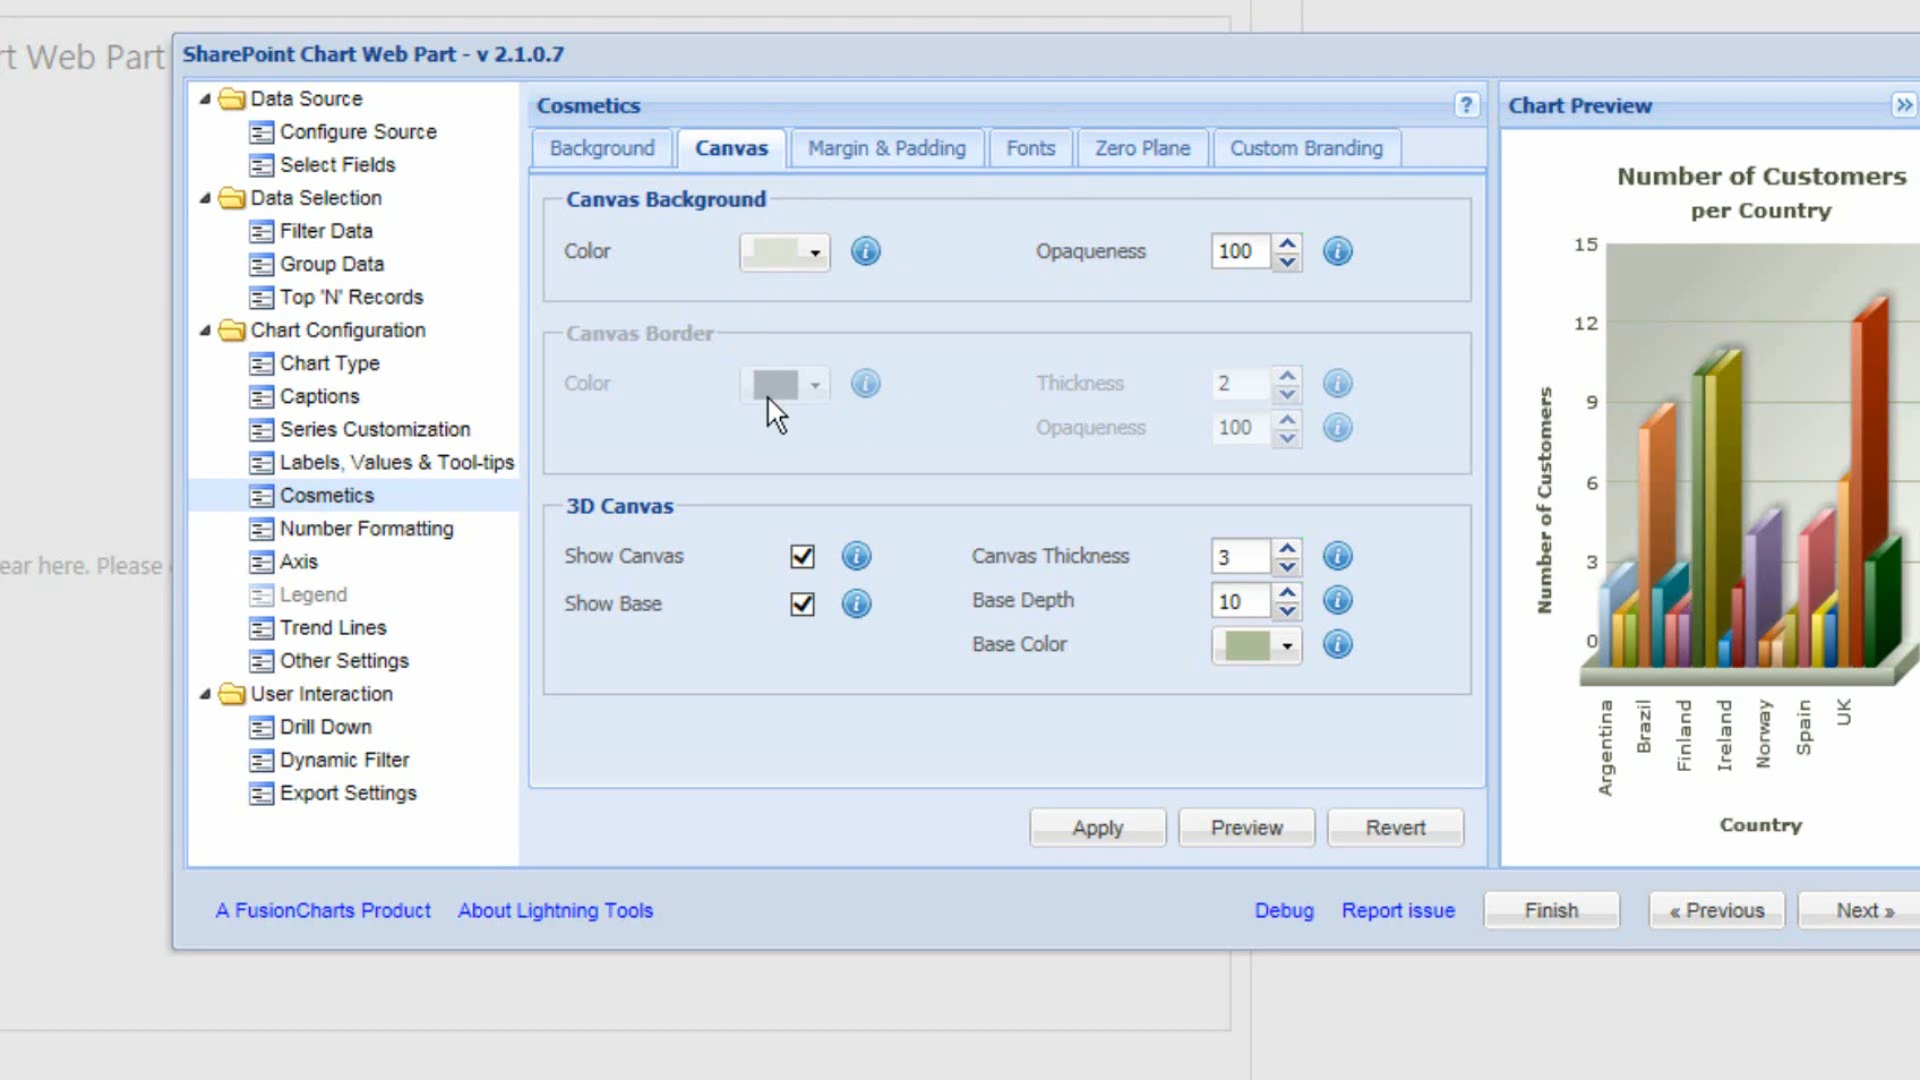 rt Web Part
ear here. Please
SharePoint Chart Web Part - v 2.1.0.7
Data Source
Configure Source
Select Fields
Data Selection
Filter Data
Group Data
Top 'N' Records
Chart Configuration
Chart Type
Captions
Series Customization
Labels, Values & Tool-tips
Cosmetics
Number Formatting
Axis
Legend
Trend Lines
Other Settings
User Interaction
Drill Down
Dynamic Filter
Export Settings
Cosmetics ?
Background Canvas Margin & Padding Fonts Zero Plane Custom Branding
Canvas Background
Color i Opaqueness 100 i
Canvas Border
Color i Thickness 2 i
Opaqueness 100 i
3D Canvas
Show Canvas i Canvas Thickness 3 i
Show Base i Base Depth 10 i
Base Color i
Apply Preview Revert
Chart Preview »
Number of Customers
per Country
15
12
9
6
3
0
Number of Customers
Argentina
Brazil
Finland
Ireland
Norway
Spain
UK
Country
A FusionCharts Product About Lightning Tools Debug Report issue Finish « Previous Next »